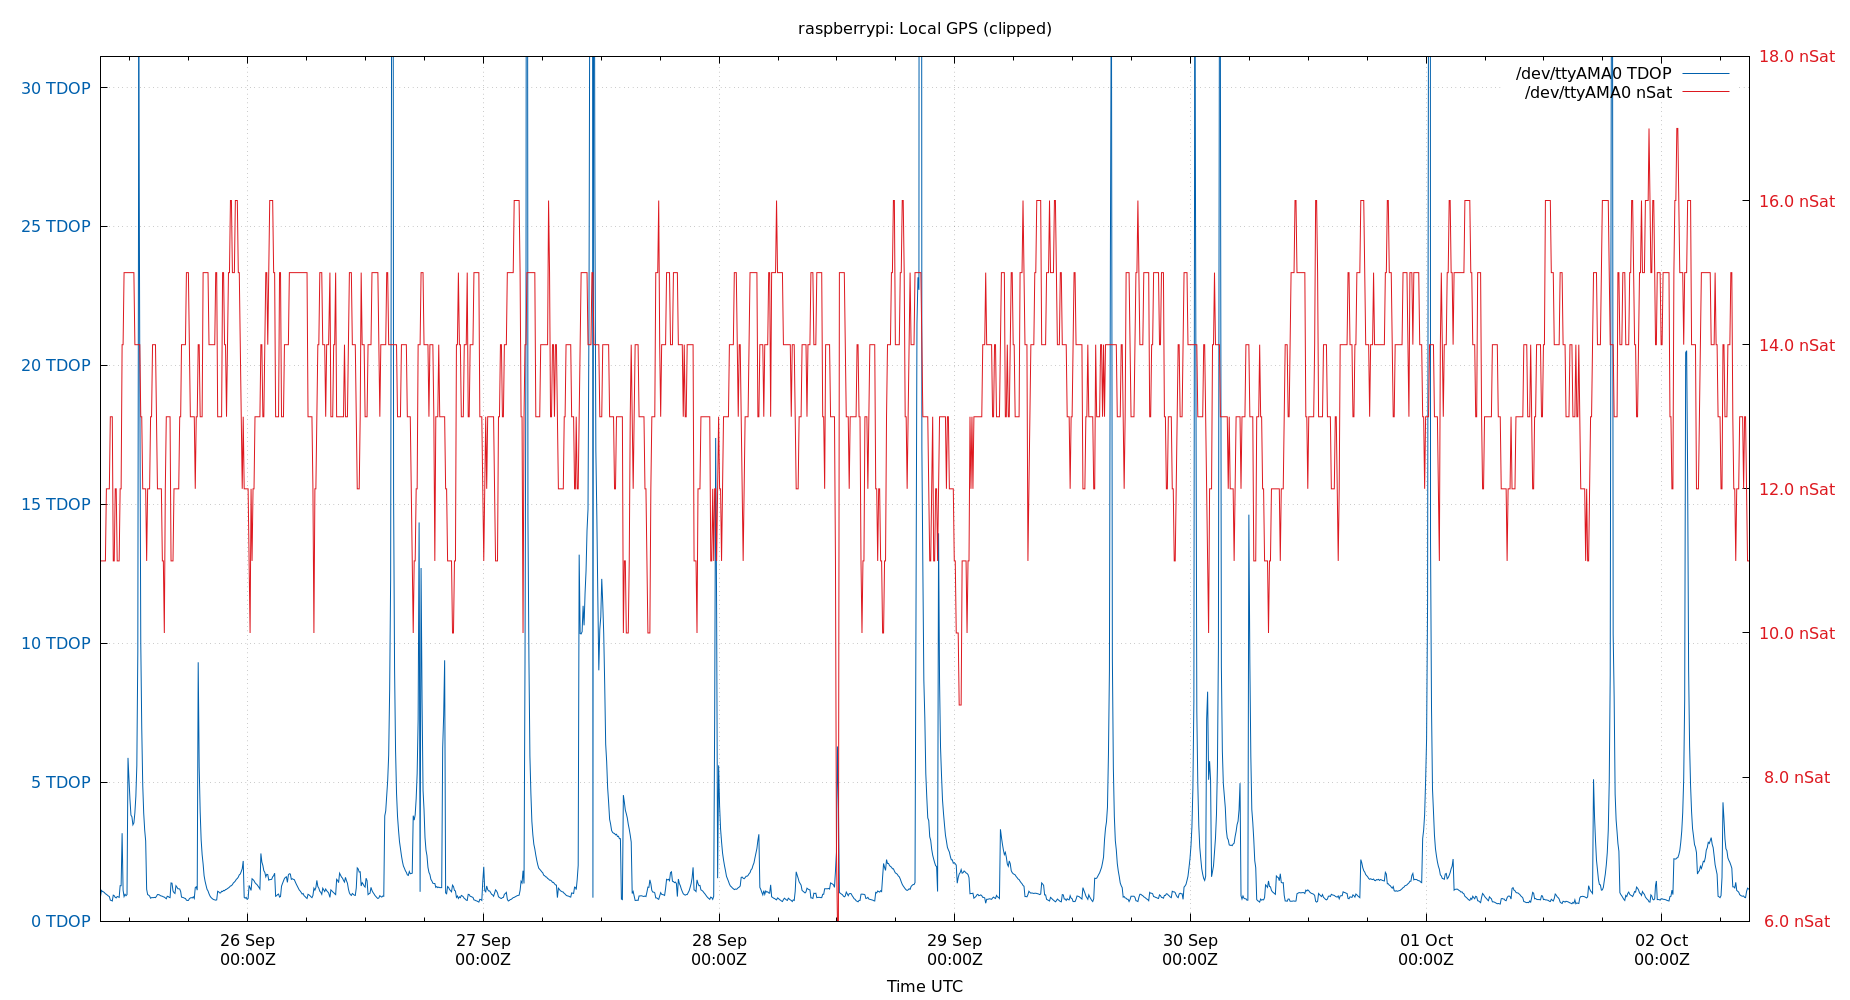 raspberrypi: Local GPS (clipped)
/dev/ttyAMA0 TDOP
/dev/ttyAMA0 nSat
30 TDOP
25 TDOP
20 TDOP
15 TDOP
10 TDOP
5 TDOP
0 TDOP
18.0 nSat
16.0 nSat
14.0 nSat
12.0 nSat
10.0 nSat
8.0 nSat
6.0 nSat
26 Sep
00:00Z
27 Sep
00:00Z
28 Sep
00:00Z
29 Sep
00:00Z
30 Sep
00:00Z
01 Oct
00:00Z
02 Oct
00:00Z
Time UTC